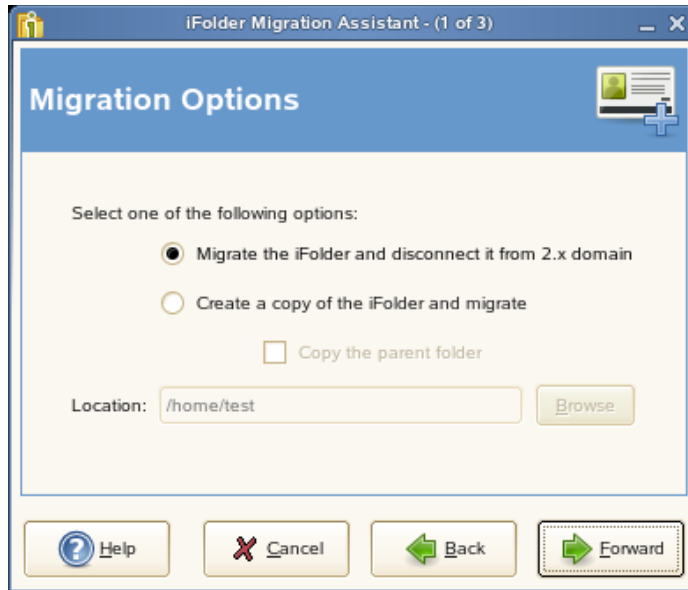 iFolder Migration Assistant - (1 of 3)
Migration Options
Select one of the following options:
Migrate the iFolder and disconnect it from 2.x domain
Create a copy of the iFolder and migrate
Copy the parent folder
Location: /home/test Browse
Help Cancel Back Forward